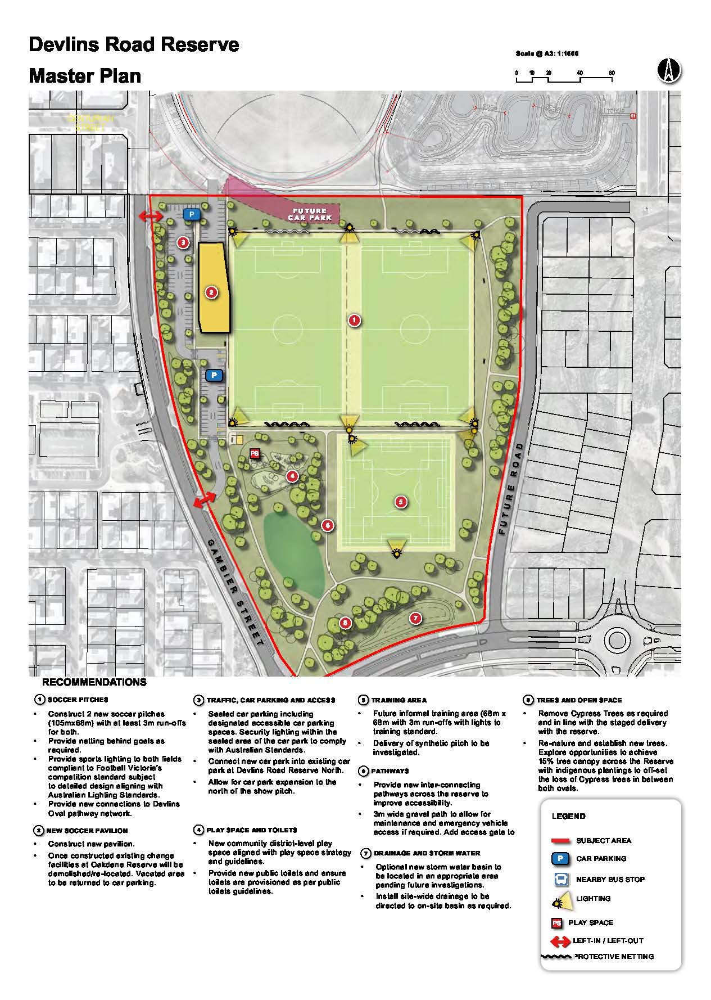 Devlins Road Reserve
Master Plan
Scale @ A3: 1:1500
0 10 20 40 60
CENTURIAN
STREET
FUTURE
CAR PARK
P
3
2
1
P
PS
4
5
6
FUTURE ROAD
GAMBIER STREET
8
7
RECOMMENDATIONS
1 SOCCER PITCHES
• Construct 2 new soccer pitches
(105mx68m) with at least 3m run-offs
for both.
• Provide netting behind goals as
required.
• Provide sports lighting to both fields
compliant to Football Victoria's
competition standard subject
to detailed design aligning with
Australian Lighting Standards.
• Provide new connections to Devlins
Oval pathway network.
2 NEW SOCCER PAVILION
• Construct new pavilion.
• Once constructed existing change
facilities at Oakdene Reserve will be
demolished/re-located. Vacated area
to be returned to car parking.
3 TRAFFIC, CAR PARKING AND ACCESS
• Sealed car parking including
designated accessible car parking
spaces. Security lighting within the
sealed area of the car park to comply
with Australian Standards.
• Connect new car park into existing car
park at Devlins Road Reserve North.
• Allow for car park expansion to the
north of the show pitch.
4 PLAY SPACE AND TOILETS
• New community district-level play
space aligned with play space strategy
and guidelines.
• Provide new public toilets and ensure
toilets are provisioned as per public
toilets guidelines.
5 TRAINING AREA
• Future informal training area (68m x
68m with 3m run-offs with lights to
training standard.
• Delivery of synthetic pitch to be
investigated.
6 PATHWAYS
• Provide new inter-connecting
pathways across the reserve to
improve accessibility.
• 3m wide gravel path to allow for
maintenance and emergency vehicle
access if required. Add access gate to
7 DRAINAGE AND STORM WATER
• Optional new storm water basin to
be located in an appropriate area
pending future investigations.
• Install site-wide drainage to be
directed to on-site basin as required.
8 TREES AND OPEN SPACE
• Remove Cypress Trees as required
and in line with the staged delivery
with the reserve.
• Re-nature and establish new trees.
Explore opportunities to achieve
15% tree canopy across the Reserve
with indigenous plantings to off-set
the loss of Cypress trees in between
both ovals.
LEGEND
SUBJECT AREA
P CAR PARKING
NEARBY BUS STOP
LIGHTING
PS PLAY SPACE
LEFT-IN / LEFT-OUT
PROTECTIVE NETTING